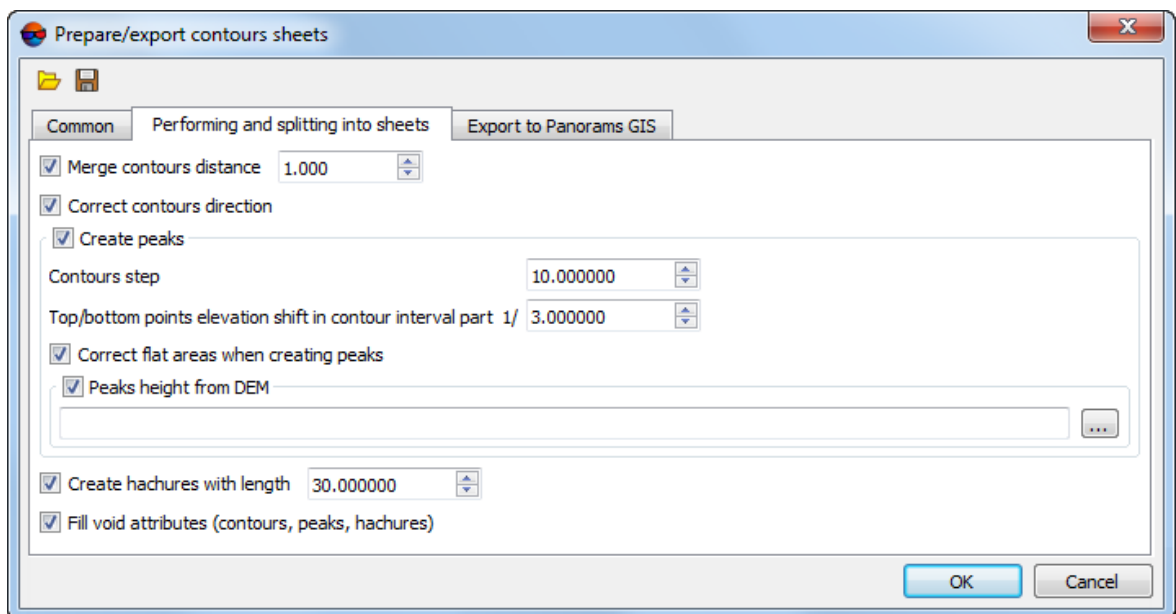 Prepare/export contours sheets
Common Performing and splitting into sheets Export to Panorams GIS
Merge contours distance 1.000
Correct contours direction
Create peaks
Contours step 10.000000
Top/bottom points elevation shift in contour interval part 1/ 3.000000
Correct flat areas when creating peaks
Peaks height from DEM
...
Create hachures with length 30.000000
Fill void attributes (contours, peaks, hachures)
OK Cancel